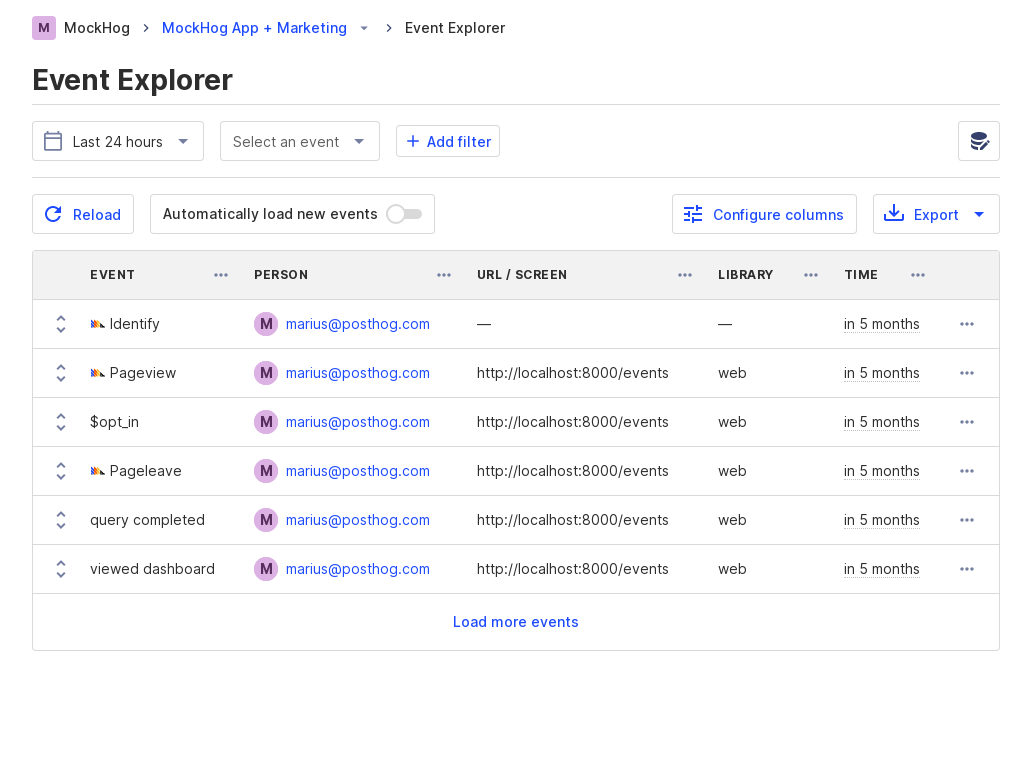 M MockHog MockHog App + Marketing Event Explorer
Event Explorer
Last 24 hours Select an event Add filter
Reload Automatically load new events Configure columns Export
EVENT PERSON URL / SCREEN LIBRARY TIME
Identify M marius@posthog.com — — in 5 months
Pageview M marius@posthog.com http://localhost:8000/events web in 5 months
$opt_in M marius@posthog.com http://localhost:8000/events web in 5 months
Pageleave M marius@posthog.com http://localhost:8000/events web in 5 months
query completed M marius@posthog.com http://localhost:8000/events web in 5 months
viewed dashboard M marius@posthog.com http://localhost:8000/events web in 5 months
Load more events